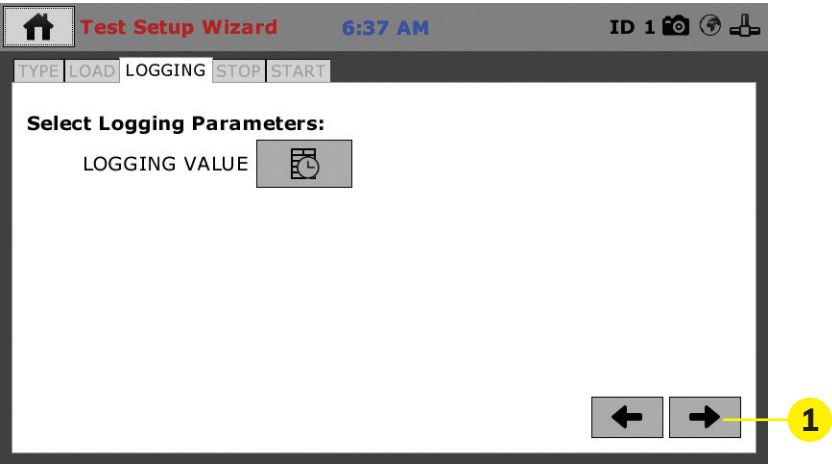 Test Setup Wizard 6:37 AM ID 1
TYPE LOAD LOGGING STOP START
Select Logging Parameters:
LOGGING VALUE
1